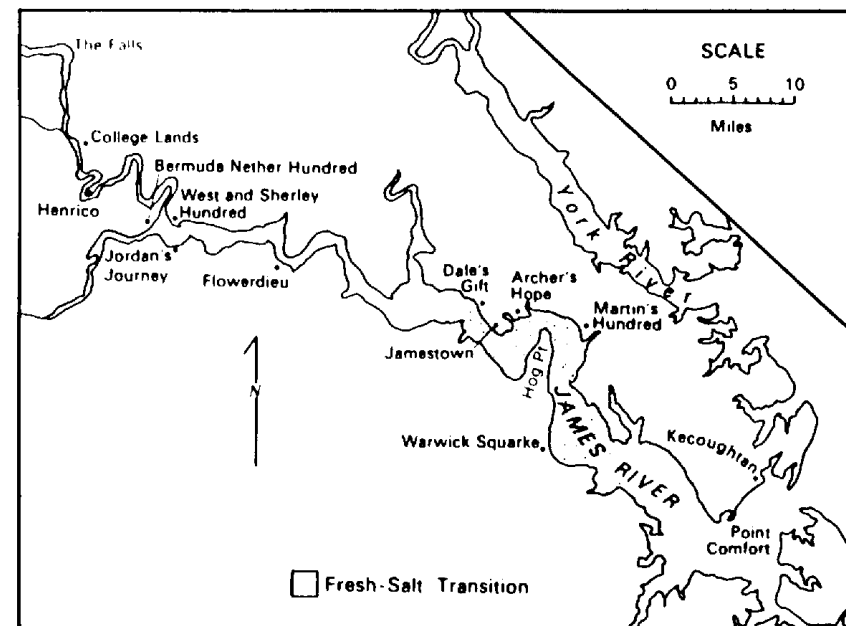 The Falls
SCALE
0 5 10
Miles
College Lands
Bermuda Nether Hundred
Henrico
West and Sherley
Hundred
Jordan's
Journey
Flowerdieu
York River
Dale's
Gift
Archer's
Hope
Martin's
Hundred
Jamestown
Hog Pt
N
JAMES RIVER
Warwick Squarke
Kecoughtan
Point
Comfort
Fresh-Salt Transition